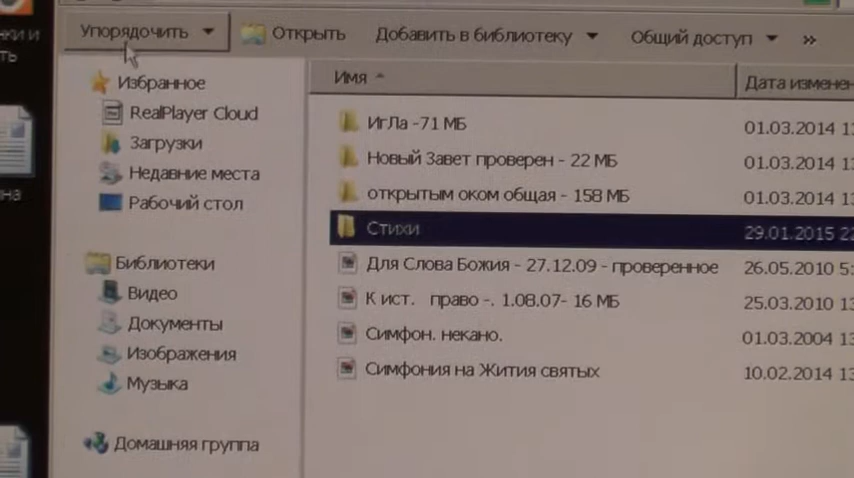 Упорядочить Открыть Добавить в библиотеку Общий доступ »
Избранное
RealPlayer Cloud
Загрузки
Недавние места
Рабочий стол
Библиотеки
Видео
Документы
Изображения
Музыка
Домашняя группа
Имя Дата изменен
ИгЛа -71 МБ 01.03.2014 1
Новый Завет проверен - 22 МБ 01.03.2014 1
открытым оком общая - 158 МБ 01.03.2014 1
Стихи 29.01.2015 2
Для Слова Божия - 27.12.09 - проверенное 26.05.2010 5:
К ист. право -. 1.08.07- 16 МБ 25.03.2010 13
Симфон. некано. 01.03.2004 13
Симфония на Жития святых 10.02.2014 13